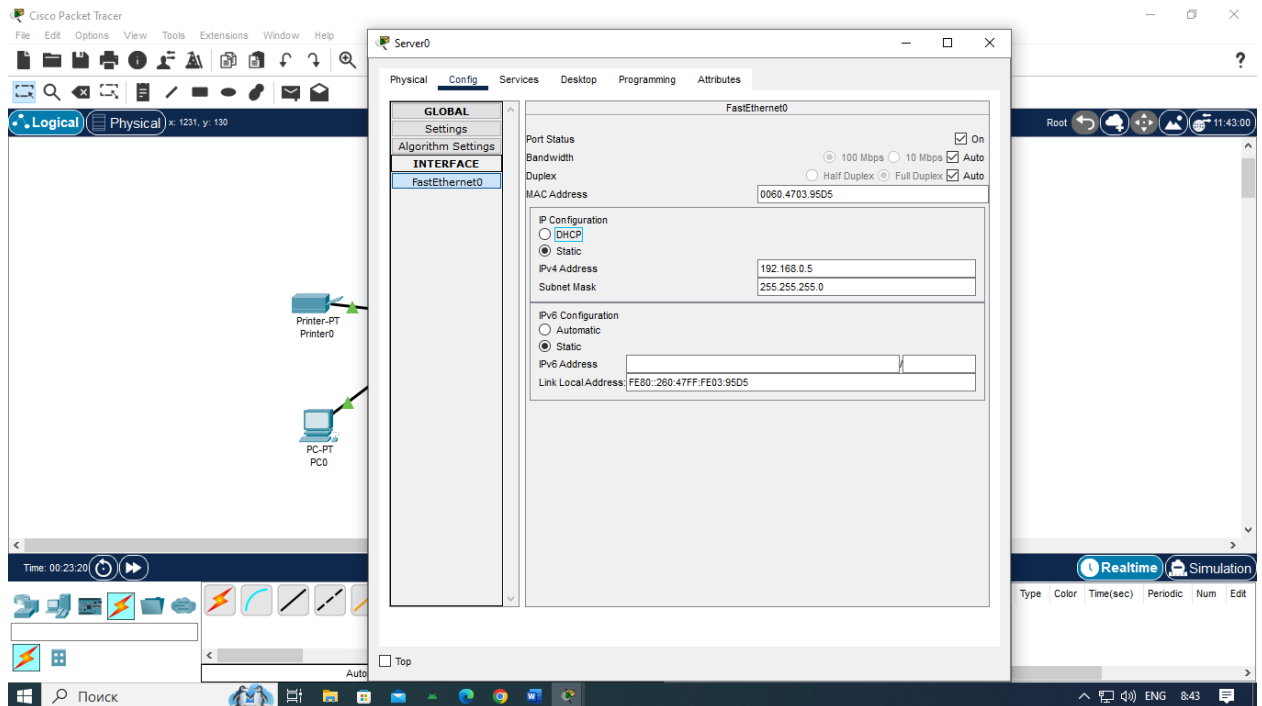 Cisco Packet Tracer
File Edit Options View Tools Extensions Window Help
?
Logical Physical x: 1231, y: 130
Root 11:43:00
Printer-PT
Printer0
PC-PT
PC0
Server0
Physical Config Services Desktop Programming Attributes
GLOBAL
Settings
Algorithm Settings
INTERFACE
FastEthernet0
FastEthernet0
Port Status On
Bandwidth 100 Mbps 10 Mbps Auto
Duplex Half Duplex Full Duplex Auto
MAC Address 0060.4703.95D5
IP Configuration
DHCP
Static
IPv4 Address 192.168.0.5
Subnet Mask 255.255.255.0
IPv6 Configuration
Automatic
Static
IPv6 Address /
Link Local Address: FE80::260:47FF:FE03:95D5
Top
Time: 00:23:20
Realtime Simulation
Type Color Time(sec) Periodic Num Edit
Auto
Поиск
ENG 8:43